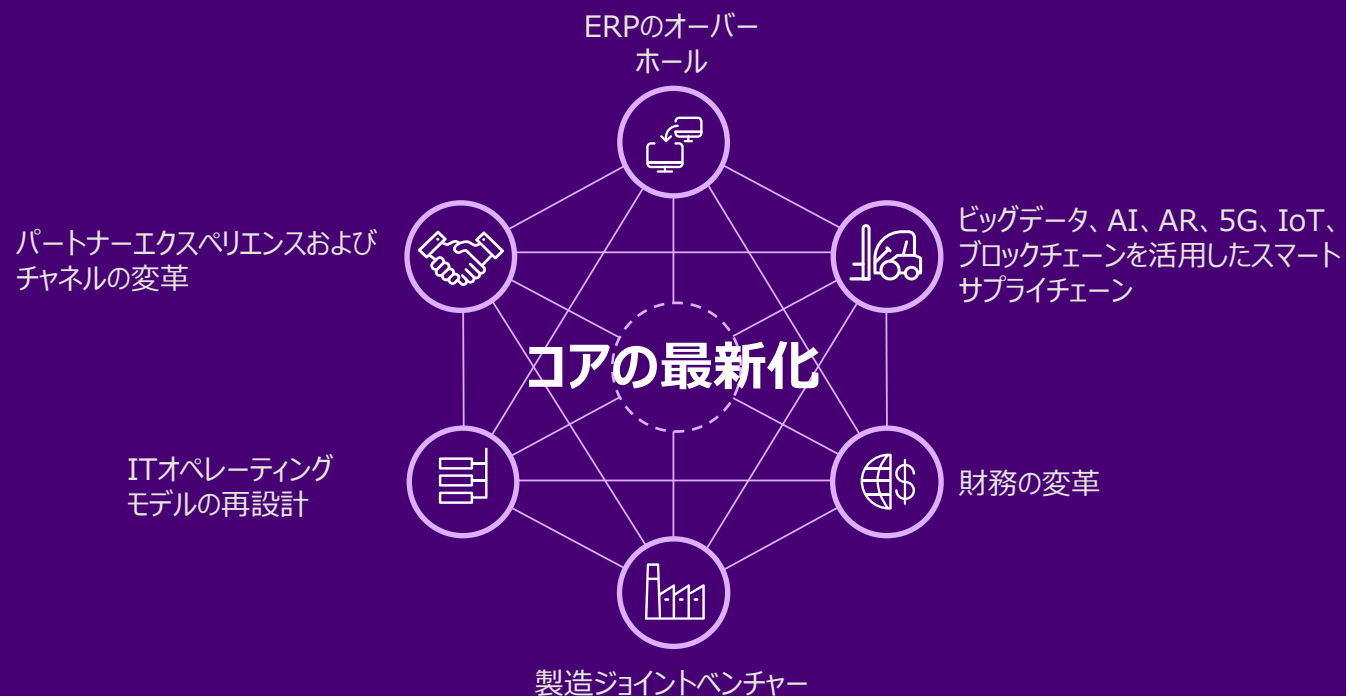 ERPのオーバー
ホール
パートナーエクスペリエンスおよび
チャネルの変革
ビッグデータ、AI、AR、5G、IoT、
ブロックチェーンを活用したスマート
サプライチェーン
コアの最新化
ITオペレーティング
モデルの再設計
財務の変革
$
製造ジョイントベンチャー